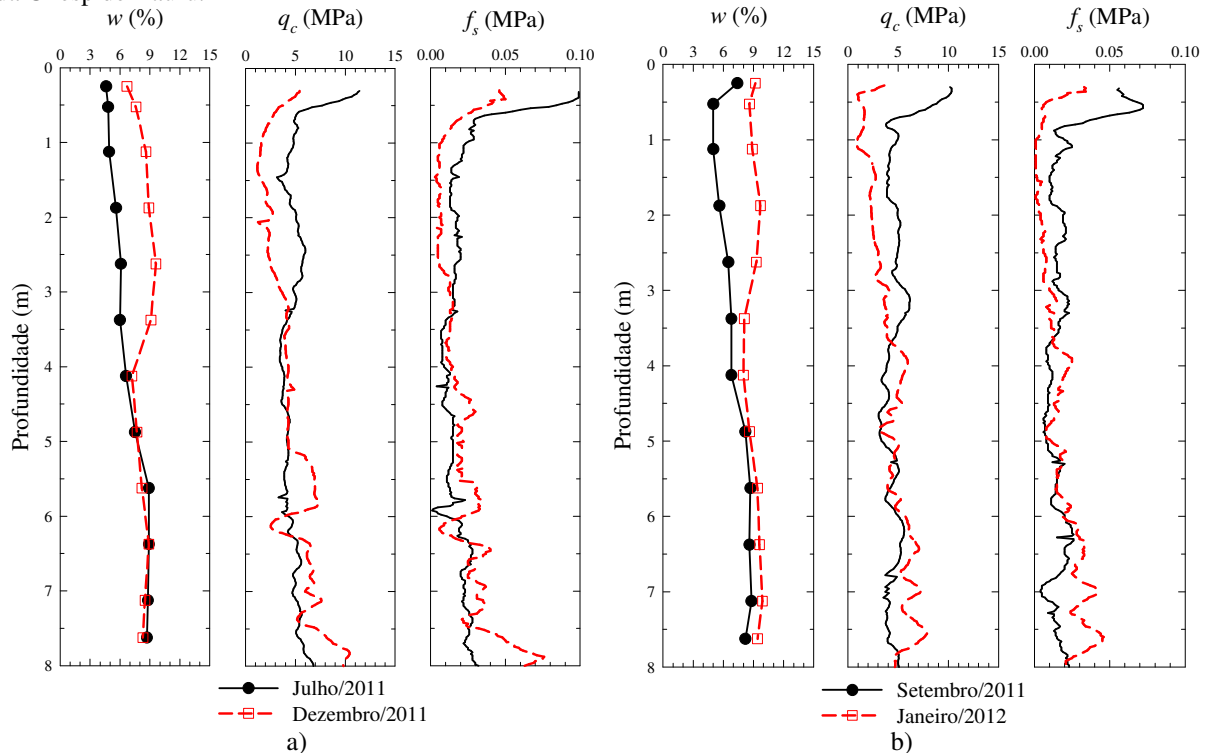 w (%) q_c (MPa) f_s (MPa) w (%) q_c (MPa) f_s (MPa)
0 3 6 9 12 15 0 5 10 15 0.00 0.05 0.10 0 3 6 9 12 15 0 5 10 15 0.00 0.05 0.10
0 0
1 1
2 2
3 3
4 4
5 5
6 6
7 7
8 8
Profundidade (m) Profundidade (m)
Julho/2011 Setembro/2011
Dezembro/2011 Janeiro/2012
a) b)